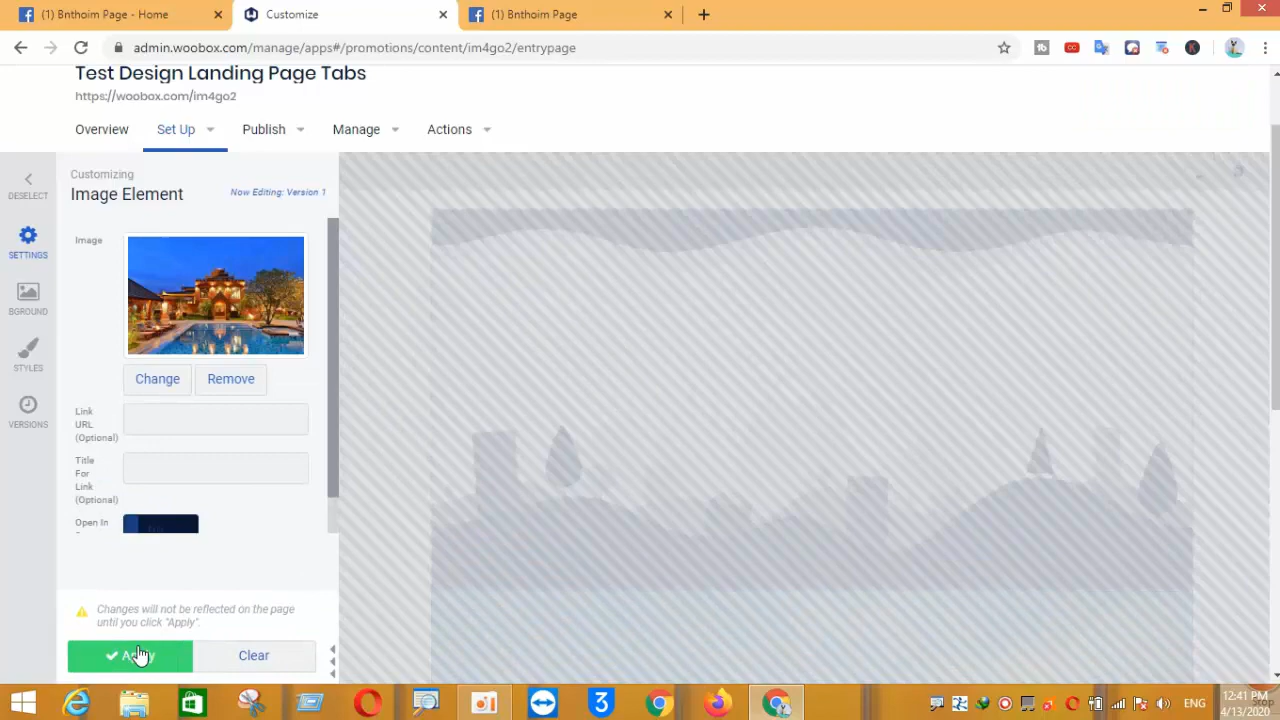 (1) Bnthoim Page - Home
Customize
(1) Bnthoim Page
admin.woobox.com/manage/apps#/promotions/content/im4go2/entrypage
Test Design Landing Page Tabs
https://woobox.com/im4go2
Overview
Set Up
Publish
Manage
Actions
DESELECT
SETTINGS
BGROUND
STYLES
VERSIONS
Customizing
Image Element
Now Editing: Version 1
Image
Change
Remove
Link
URL
(Optional)
Title
For
Link
(Optional)
Open In
Changes will not be reflected on the page
until you click "Apply".
Clear
ENG
12:41 PM
4/13/2020